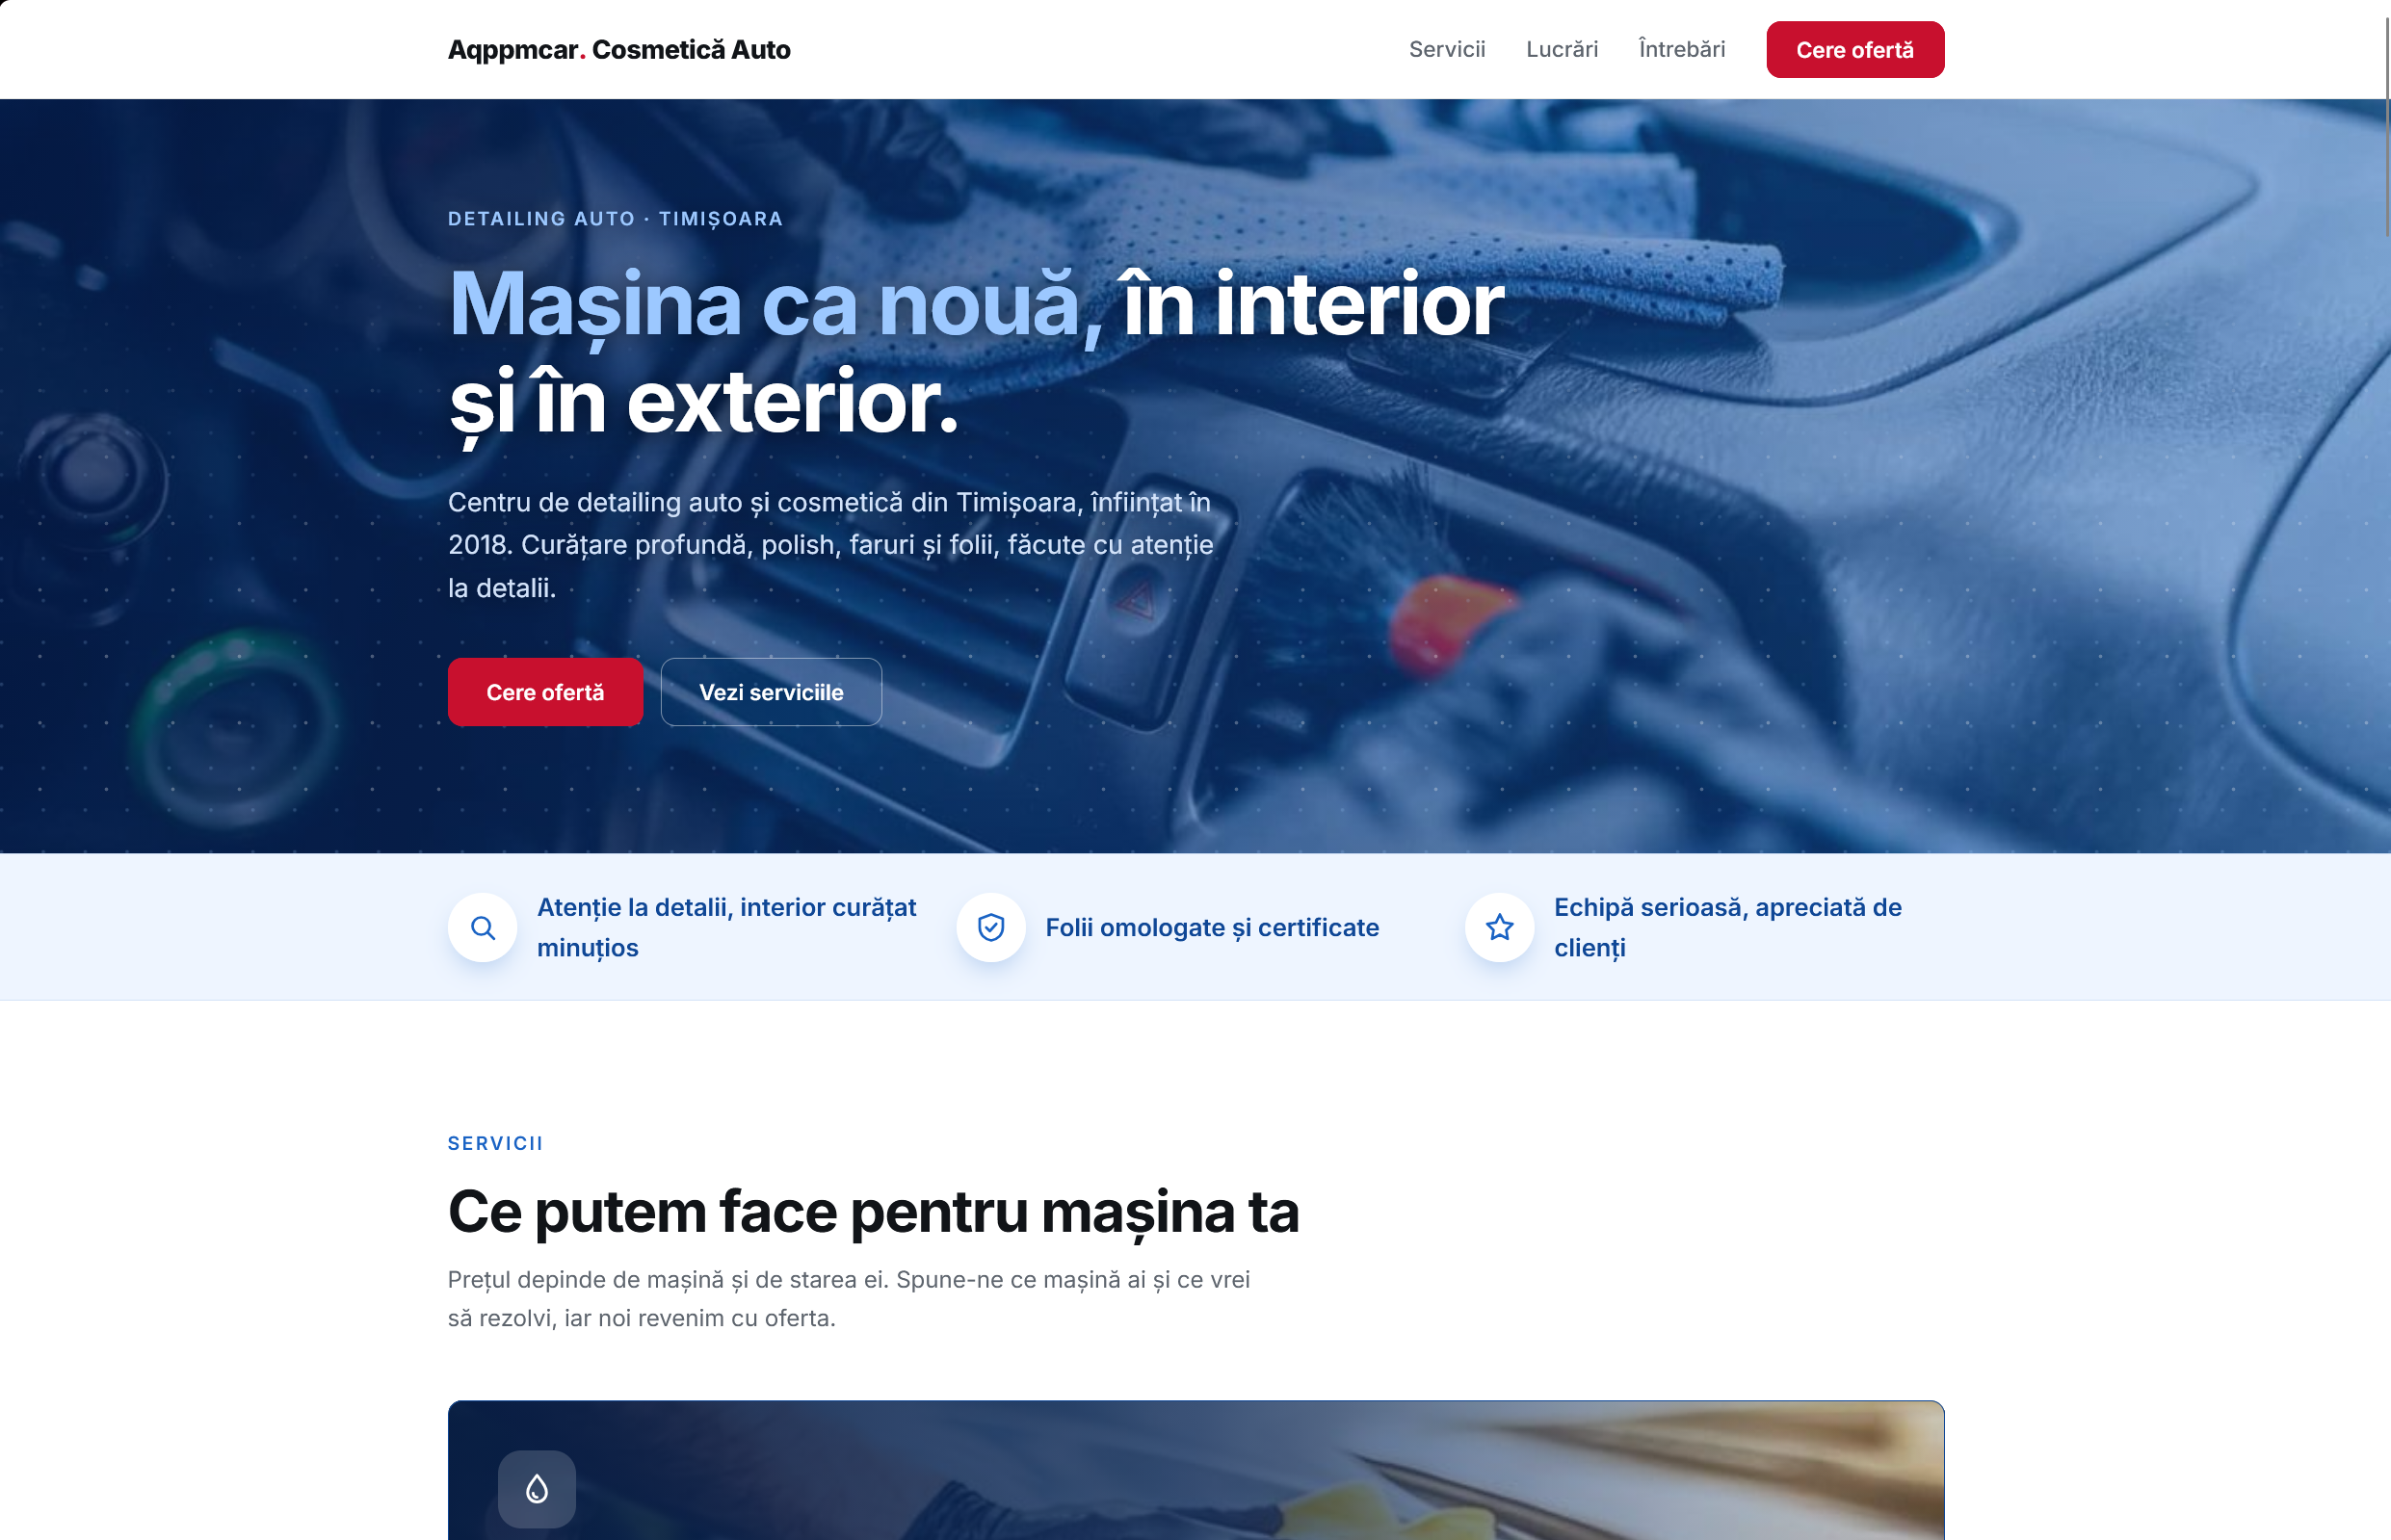 Aqppmcar. Cosmetică Auto
Servicii
Lucrări
Întrebări
Cere ofertă
DETAILING AUTO · TIMIȘOARA
Mașina ca nouă, în interior
și în exterior.
Centru de detailing auto și cosmetică din Timișoara, înființat în
2018. Curățare profundă, polish, faruri și folii, făcute cu atenție
la detalii.
Cere ofertă
Vezi serviciile
Atenție la detalii, interior curățat
minuțios
Folii omologate și certificate
Echipă serioasă, apreciată de
clienți
SERVICII
Ce putem face pentru mașina ta
Prețul depinde de mașină și de starea ei. Spune-ne ce mașină ai și ce vrei
să rezolvi, iar noi revenim cu oferta.